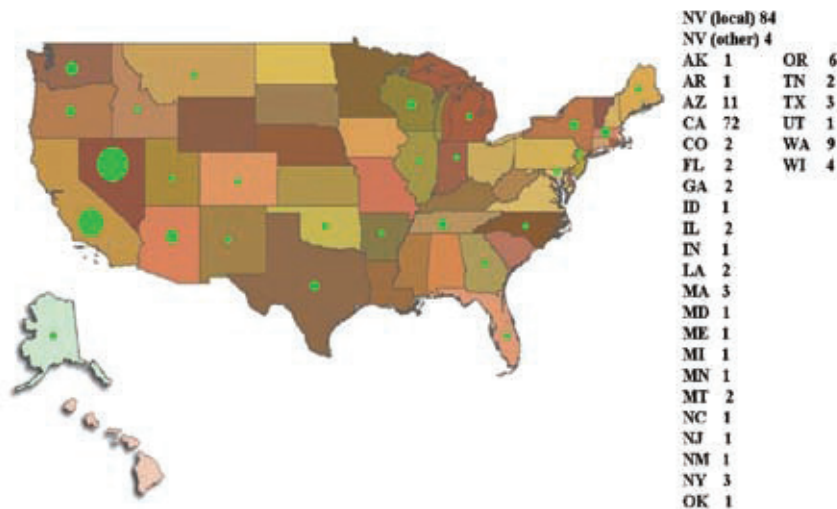 NV (local) 84
NV (other) 4
AK 1
AR 1
AZ 11
CA 72
CO 2
FL 2
GA 2
ID 1
IL 2
IN 1
LA 2
MA 3
MD 1
ME 1
MI 1
MN 1
MT 2
NC 1
NJ 1
NM 1
NY 3
OK 1
OR 6
TN 2
TX 3
UT 1
WA 9
WI 4